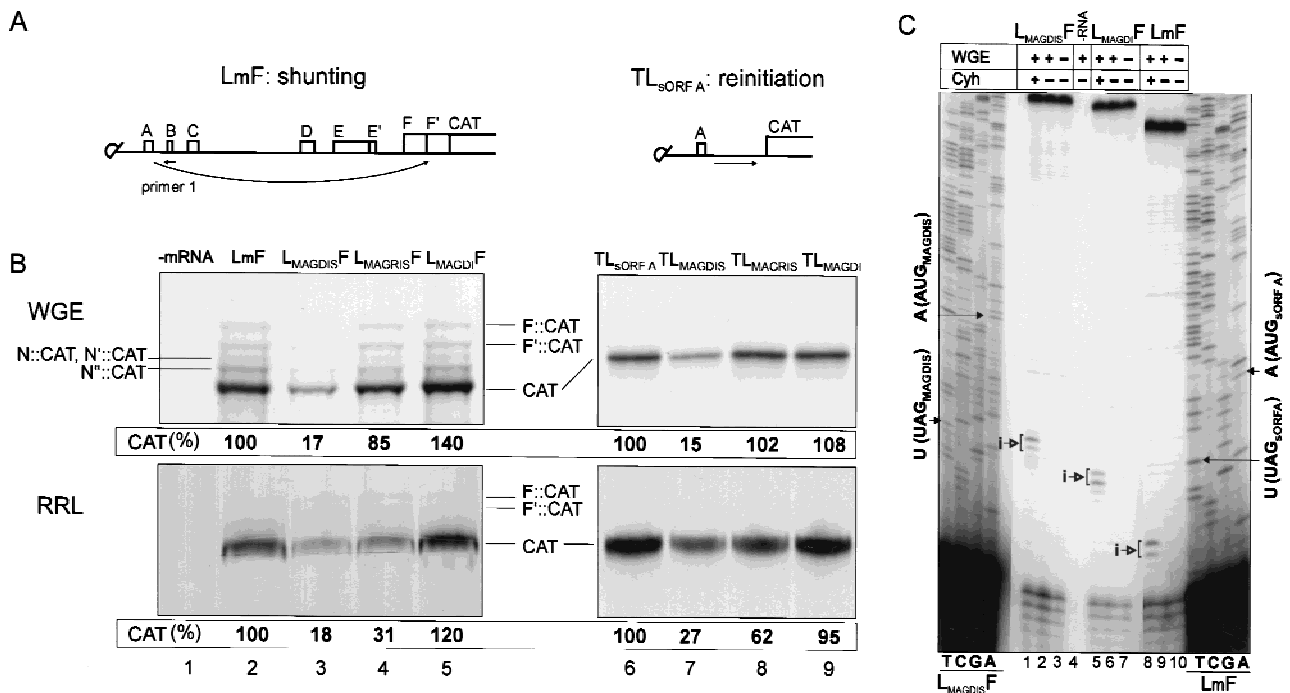 A
LmF: shunting
A B C D E E' F F' CAT
primer 1
TLsORF A: reinitiation
A CAT
B
-mRNA LmF LMAGDISF LMAGRISF LMAGDIF
TLsORF A TLMAGDIS TLMAGRIS TLMAGDI
WGE
F::CAT
F'::CAT
N::CAT, N'::CAT
N"::CAT
CAT
CAT(%) 100 17 85 140 100 15 102 108
RRL
F::CAT
F'::CAT
CAT
CAT(%) 100 18 31 120 100 27 62 95
1 2 3 4 5 6 7 8 9
C
LMAGDISF -RNA LMAGDIF LmF
WGE + + - + + + - + + -
Cyh + - - - + - - + - -
A (AUGMAGDIS)
U (UAGMAGDIS)
A (AUGsORF A)
U (UAGsORFA)
i
i
i
T C G A 1 2 3 4 5 6 7 8 9 10 T C G A
LMAGDISF LmF